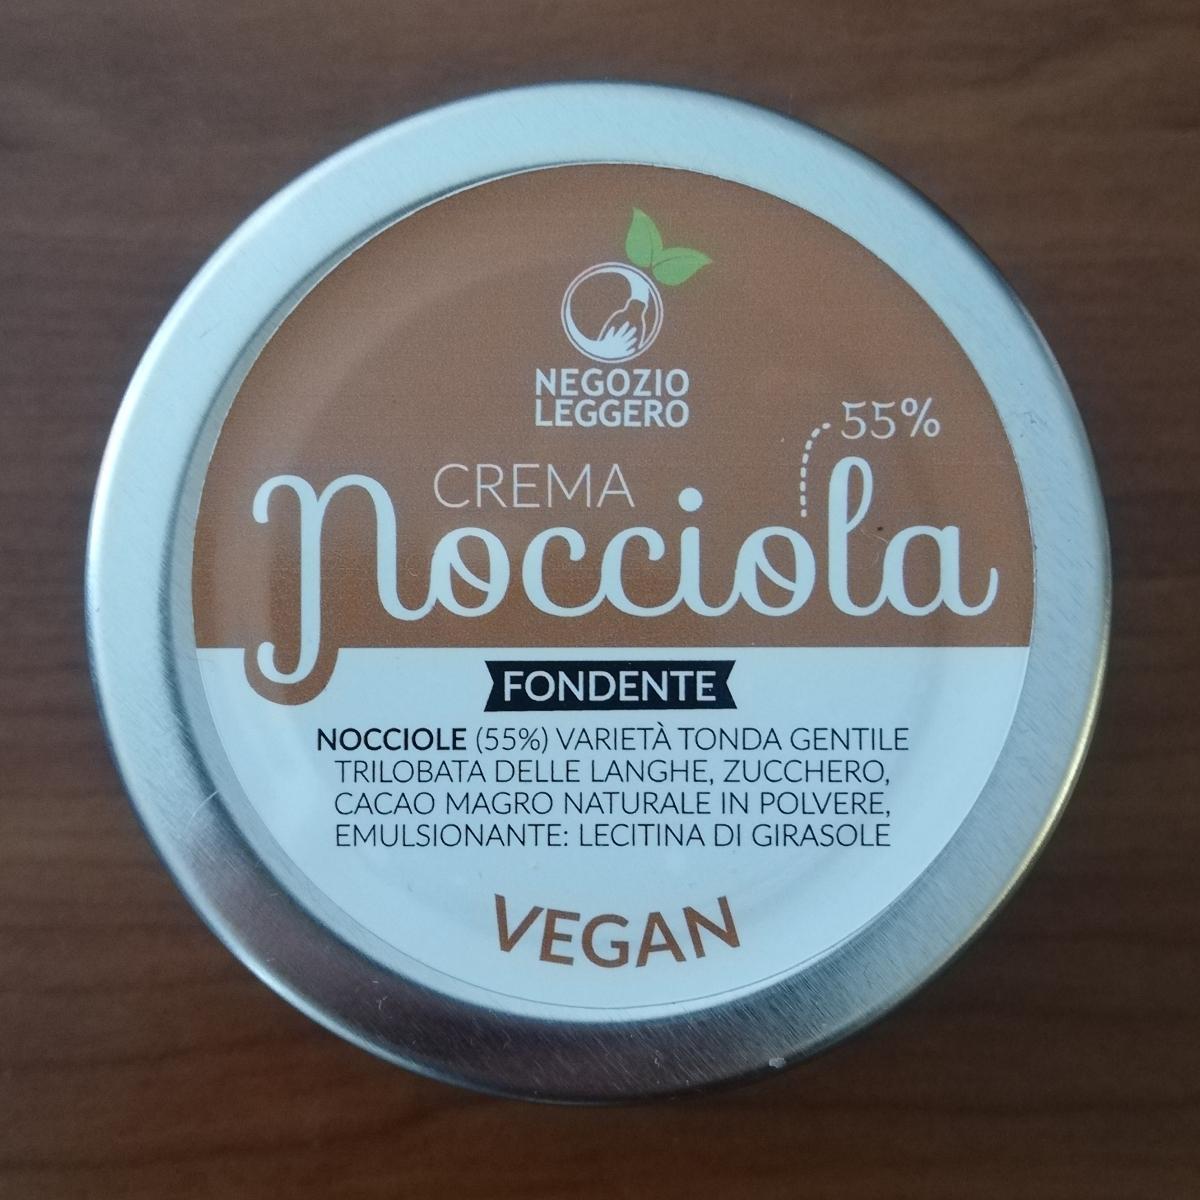 NEGOZIO
LEGGERO
55%
CREMA
Nocciola
FONDENTE
NOCCIOLE (55%) VARIETÀ TONDA GENTILE
TRILOBATA DELLE LANGHE, ZUCCHERO,
CACAO MAGRO NATURALE IN POLVERE,
EMULSIONANTE: LECITINA DI GIRASOLE
VEGAN